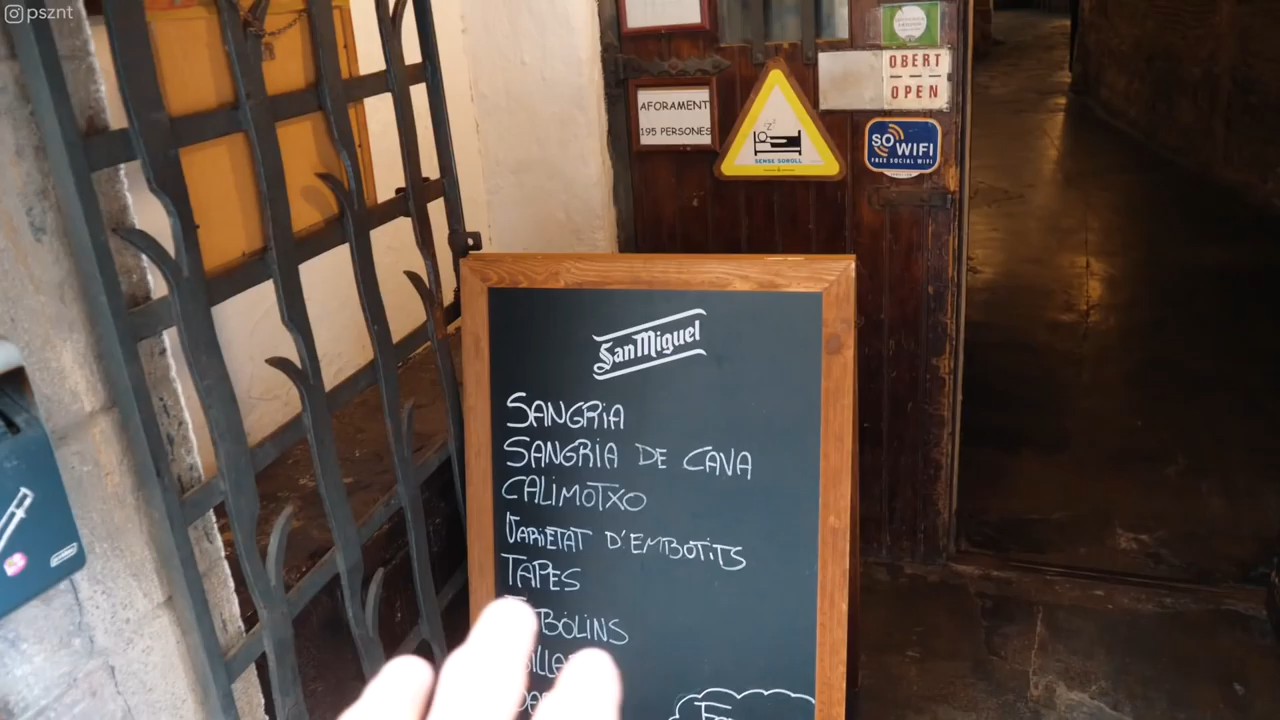 psznt
OBERT
OPEN
AFORAMENT
195 PERSONES
SENSE SOROLL
SO WIFI
FREE SOCIAL WIFI
San Miguel
SANGRIA
SANGRIA DE CAVA
CALIMOTXO
VARIETAT D'EMBOTITS
TAPES